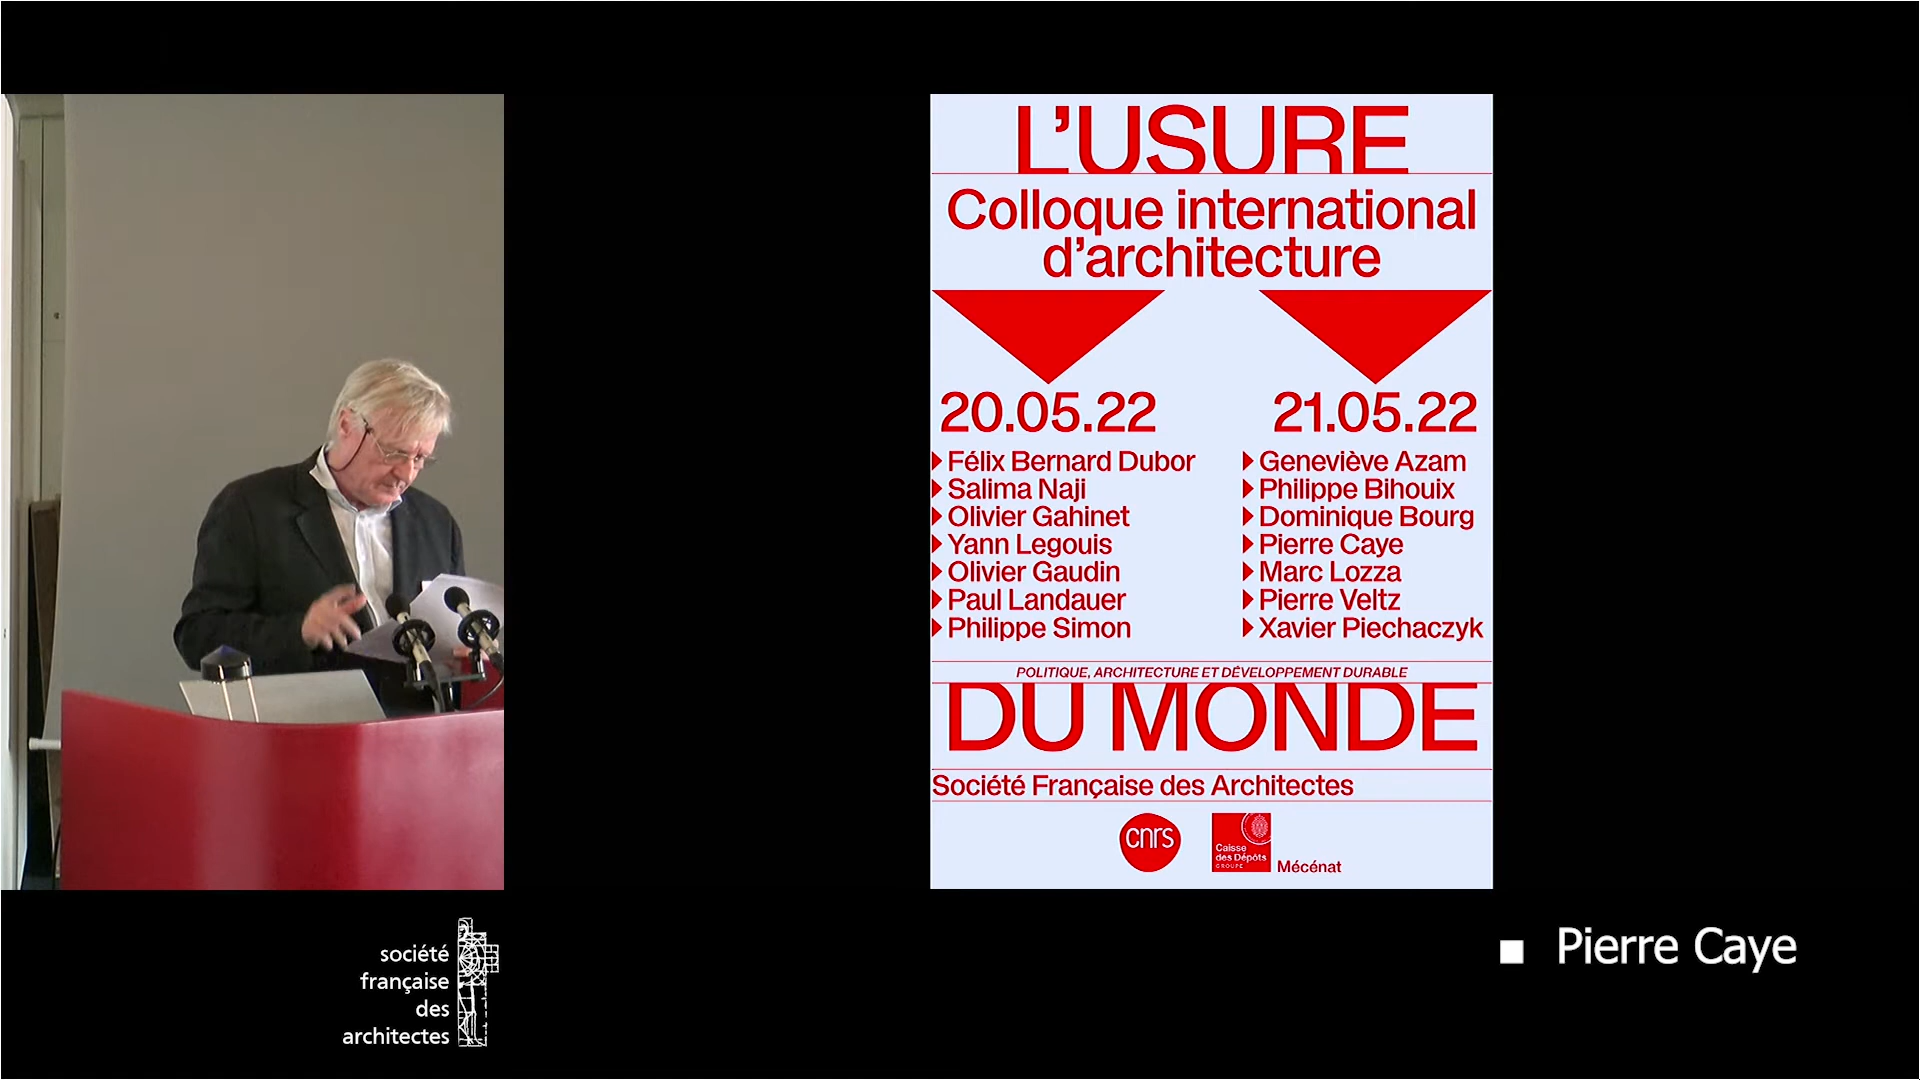 L'USURE
Colloque international
d'architecture
20.05.22
Félix Bernard Dubor
Salima Naji
Olivier Gahinet
Yann Legouis
Olivier Gaudin
Paul Landauer
Philippe Simon
21.05.22
Geneviève Azam
Philippe Bihouix
Dominique Bourg
Pierre Caye
Marc Lozza
Pierre Veltz
Xavier Piechaczyk
POLITIQUE, ARCHITECTURE ET DÉVELOPPEMENT DURABLE
DU MONDE
Société Française des Architectes
cnrs
Caisse
des Dépôts
GROUPE
Mécénat
société
française
des
architectes
Pierre Caye